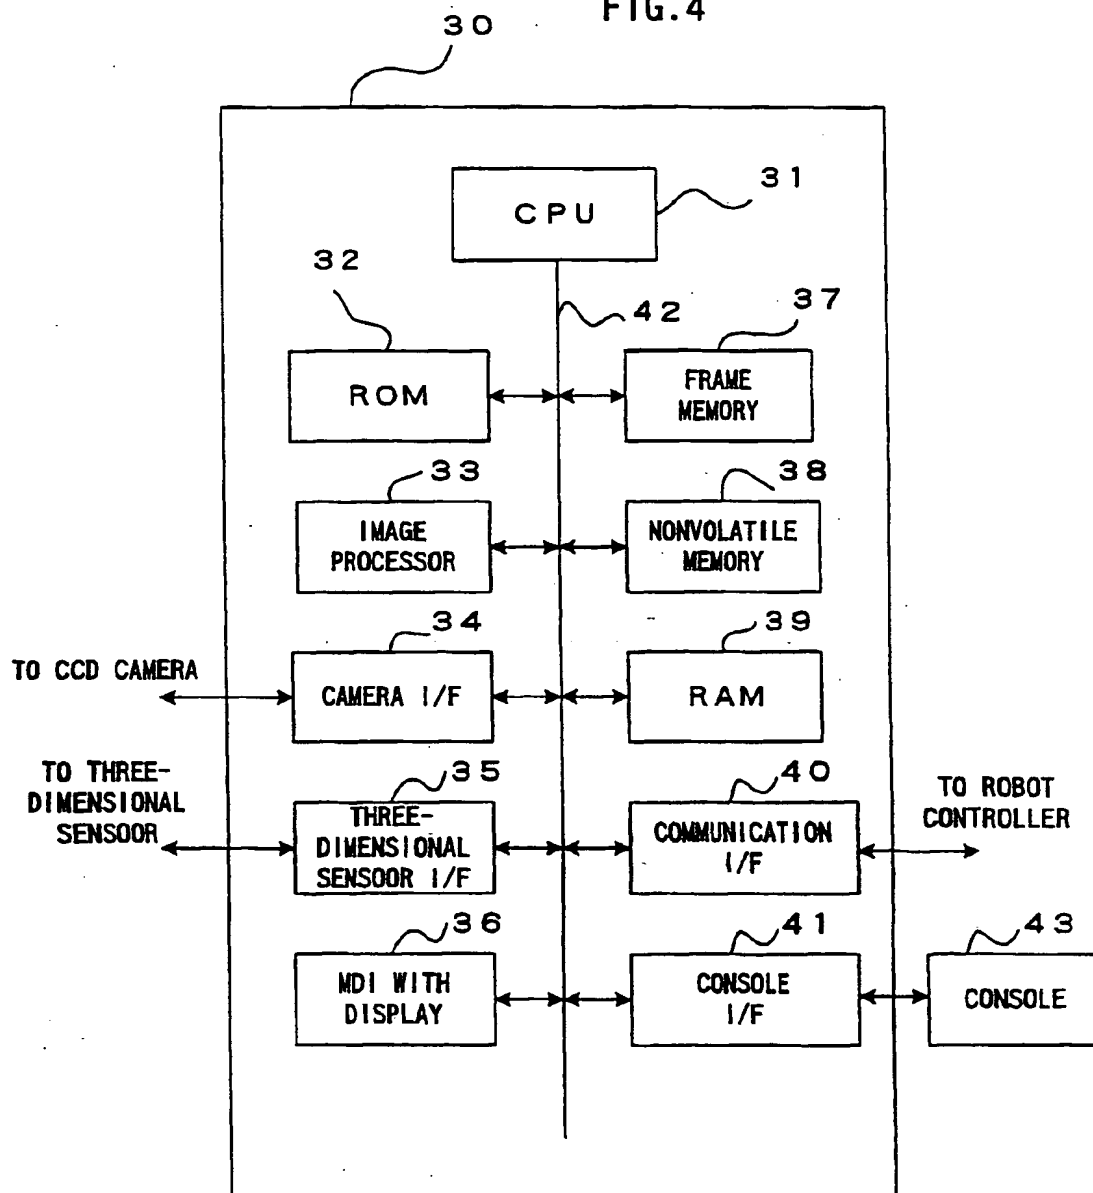 FIG.4
30
CPU
31
32
42
37
ROM
FRAME
MEMORY
33
38
IMAGE
PROCESSOR
NONVOLATILE
MEMORY
34
39
TO CCD CAMERA
CAMERA I/F
RAM
TO THREE-
DIMENSIONAL
SENSOOR
35
THREE-
DIMENSIONAL
SENSOOR I/F
40
COMMUNICATION
I/F
TO ROBOT
CONTROLLER
36
MDI WITH
DISPLAY
41
CONSOLE
I/F
43
CONSOLE